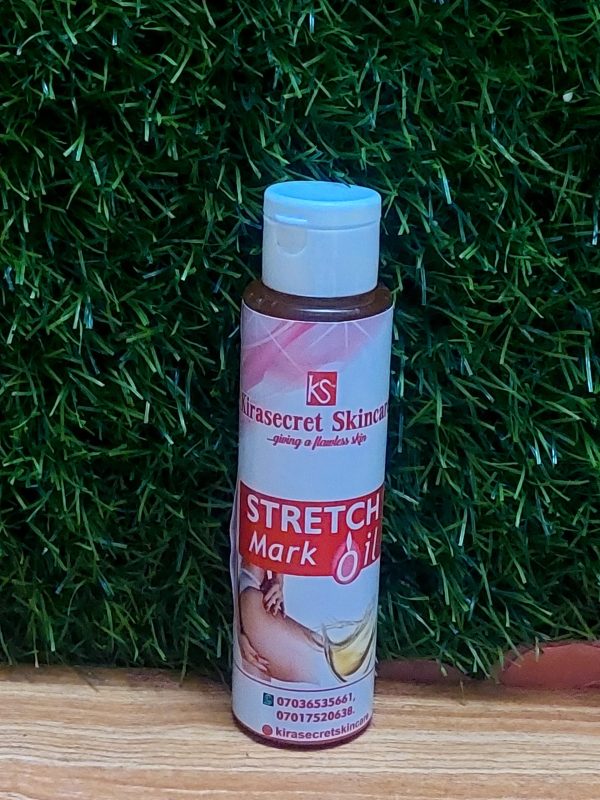 KS
Kirasecret Skincare
...giving a flawless skin
STRETCH
Mark Oil
07036535661,
07017520638.
kirasecretskincare